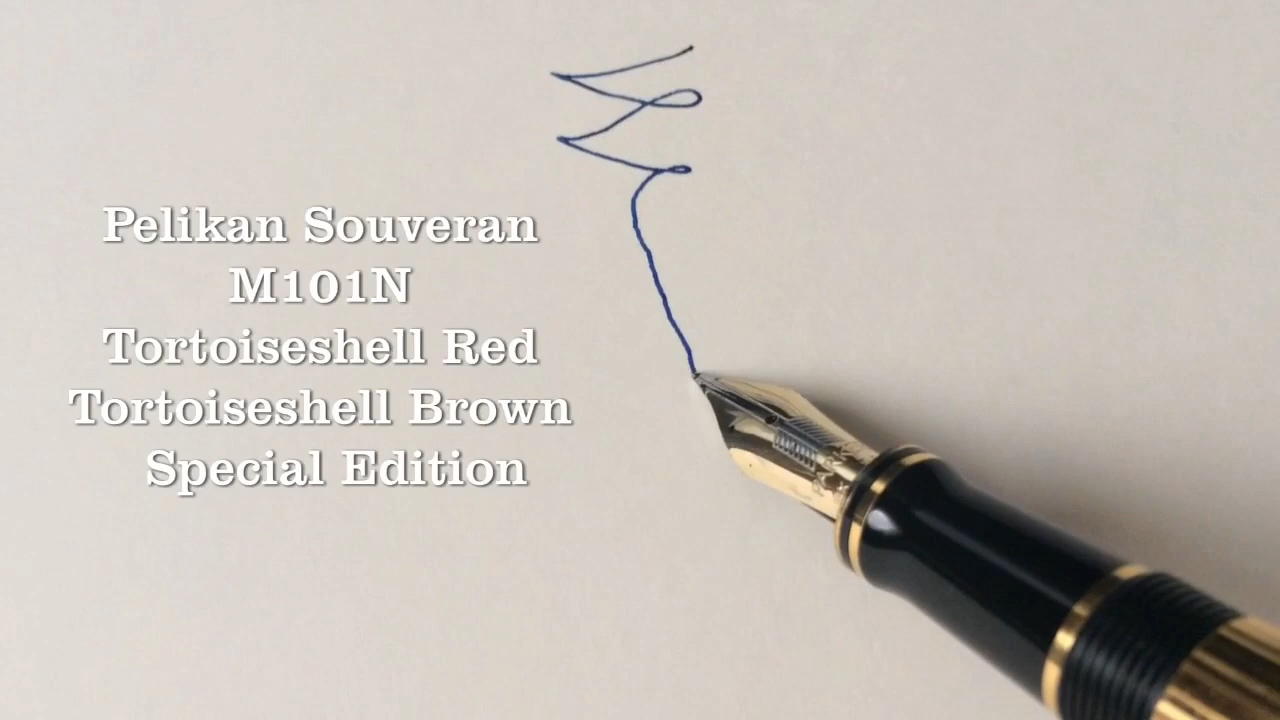 Pelikan Souveran
M101N
Tortoiseshell Red
Tortoiseshell Brown
Special Edition